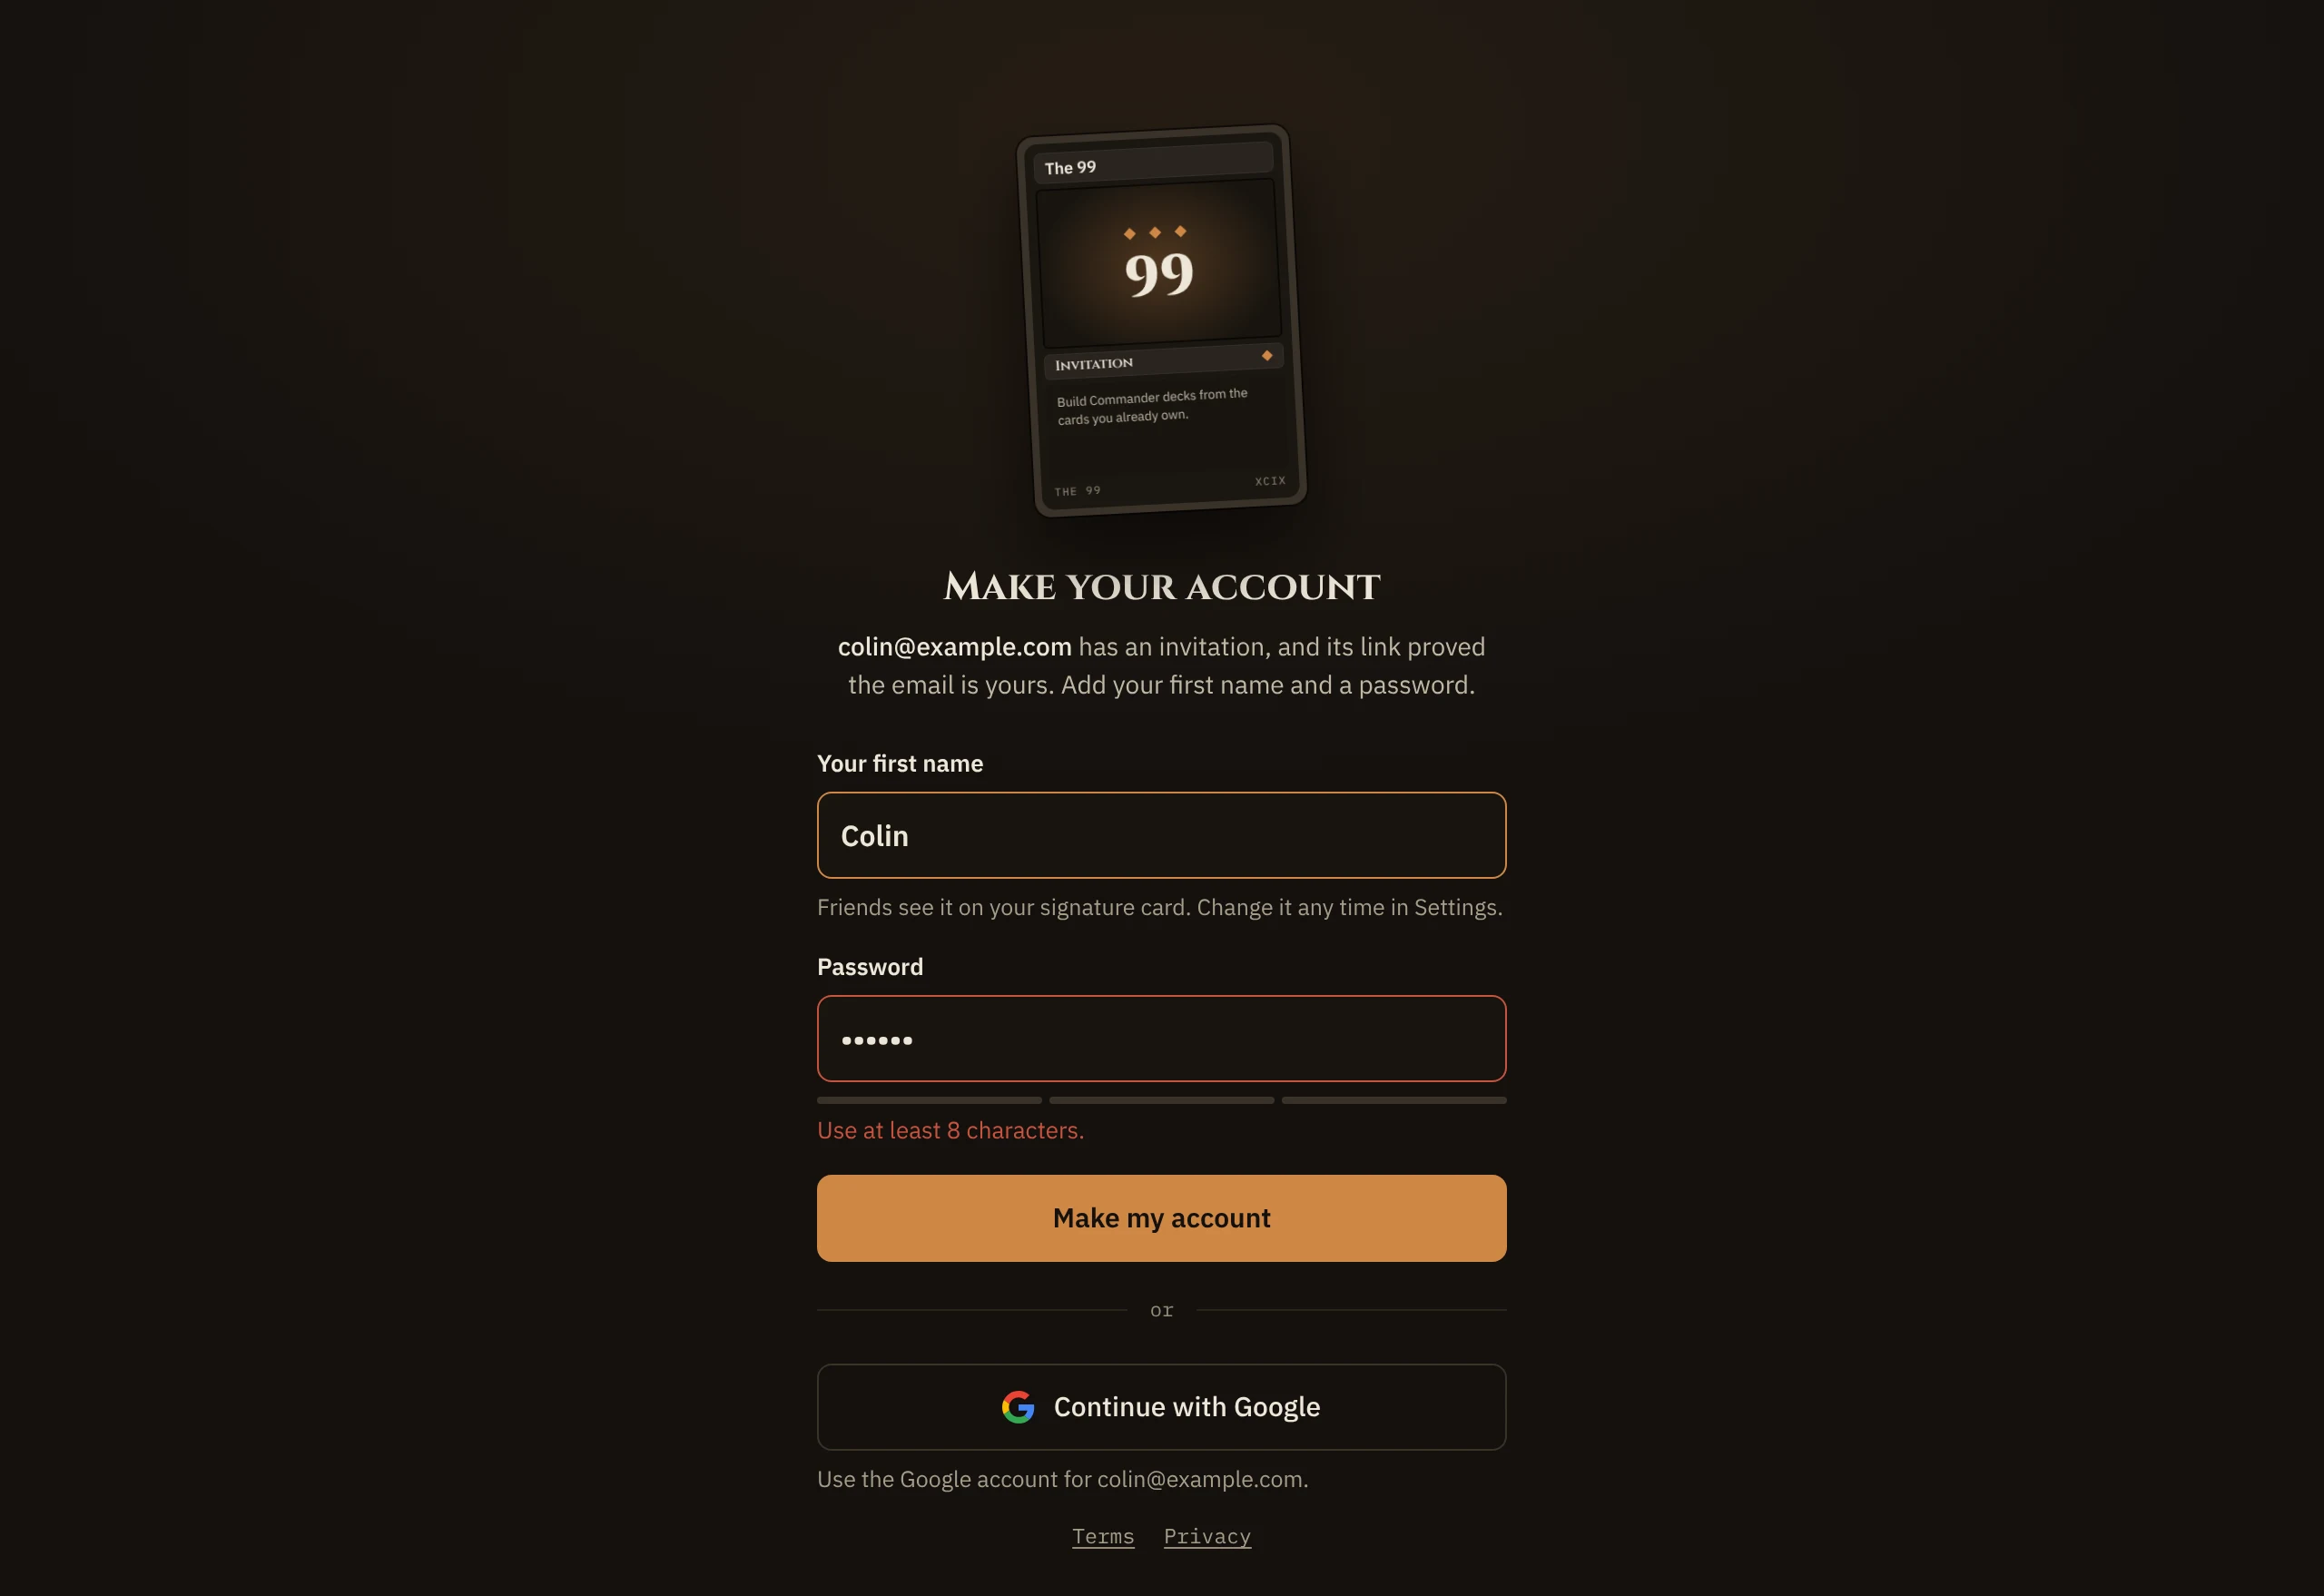 The 99
99
Invitation
Build Commander decks from the
cards you already own.
THE 99
XCIX
Make your account
colin@example.com has an invitation, and its link proved
the email is yours. Add your first name and a password.
Your first name
Colin
Friends see it on your signature card. Change it any time in Settings.
Password
••••••
Use at least 8 characters.
Make my account
or
Continue with Google
Use the Google account for colin@example.com.
Terms Privacy